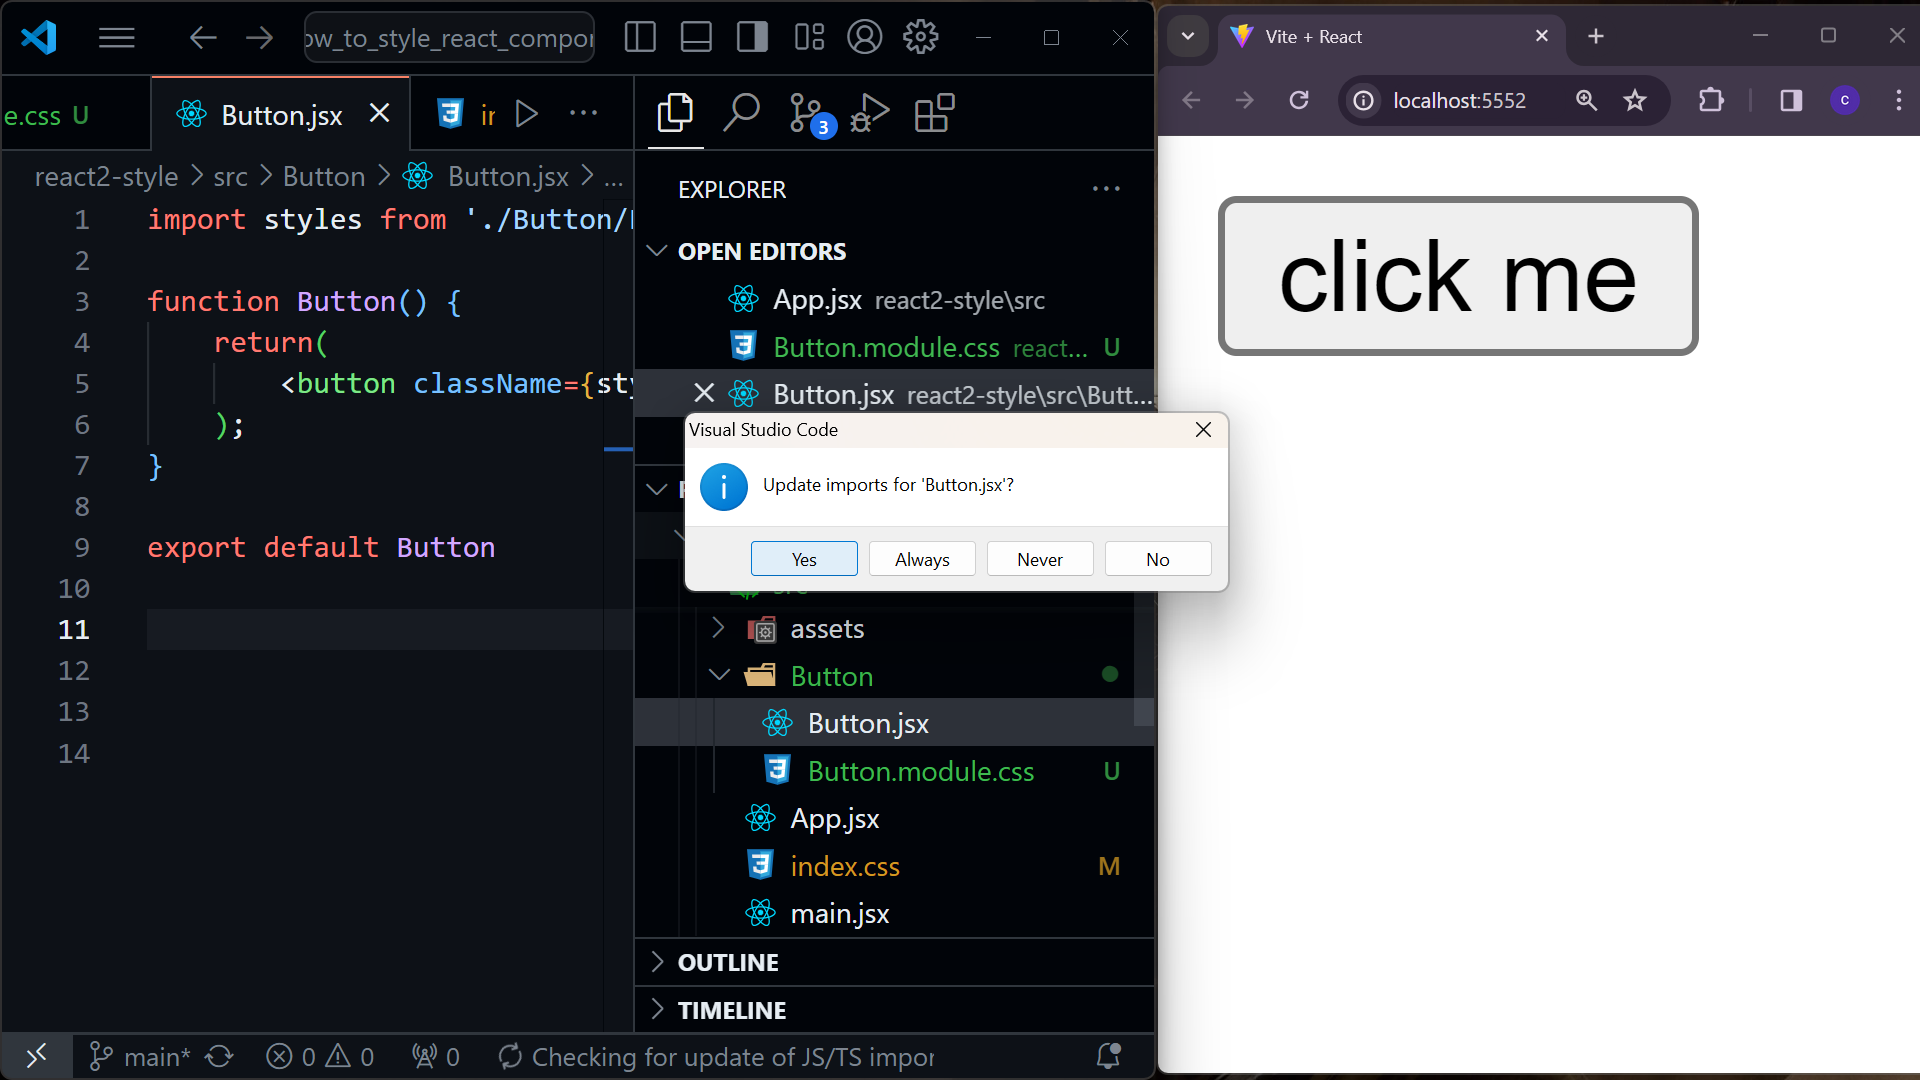 ow_to_style_react_compor
e.css U
Button.jsx
react2-style > src > Button > Button.jsx > ...
1 import styles from './Button/
2
3 function Button() {
4 return(
5 <button className={sty
6 );
7 }
8
9 export default Button
10
11
12
13
14
3
EXPLORER
OPEN EDITORS
App.jsx react2-style\src
Button.module.css react... U
Button.jsx react2-style\src\Butt...
Visual Studio Code
Update imports for 'Button.jsx'?
Yes
Always
Never
No
assets
Button
Button.jsx
Button.module.css U
App.jsx
index.css M
main.jsx
OUTLINE
TIMELINE
main* 0 0 0 Checking for update of JS/TS impor
Vite + React
localhost:5552
c
click me